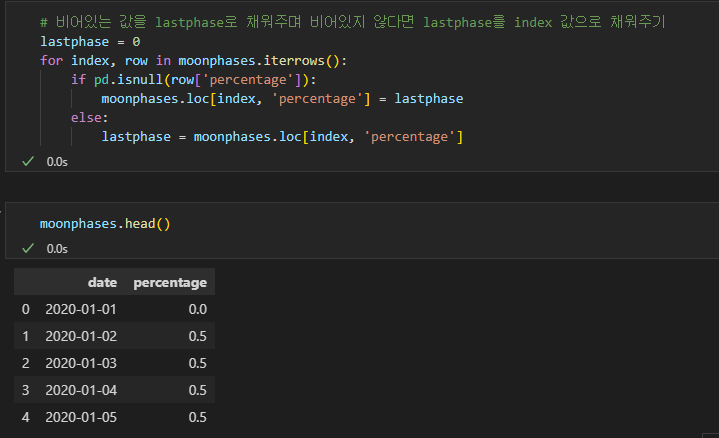 # 비어있는 값을 lastphase로 채워주며 비어있지 않다면 lastphase를 index 값으로 채워주기
lastphase = 0
for index, row in moonphases.iterrows():
    if pd.isnull(row['percentage']):
        moonphases.loc[index, 'percentage'] = lastphase
    else:
        lastphase = moonphases.loc[index, 'percentage']
0.0s
moonphases.head()
0.0s
date percentage
0 2020-01-01 0.0
1 2020-01-02 0.5
2 2020-01-03 0.5
3 2020-01-04 0.5
4 2020-01-05 0.5